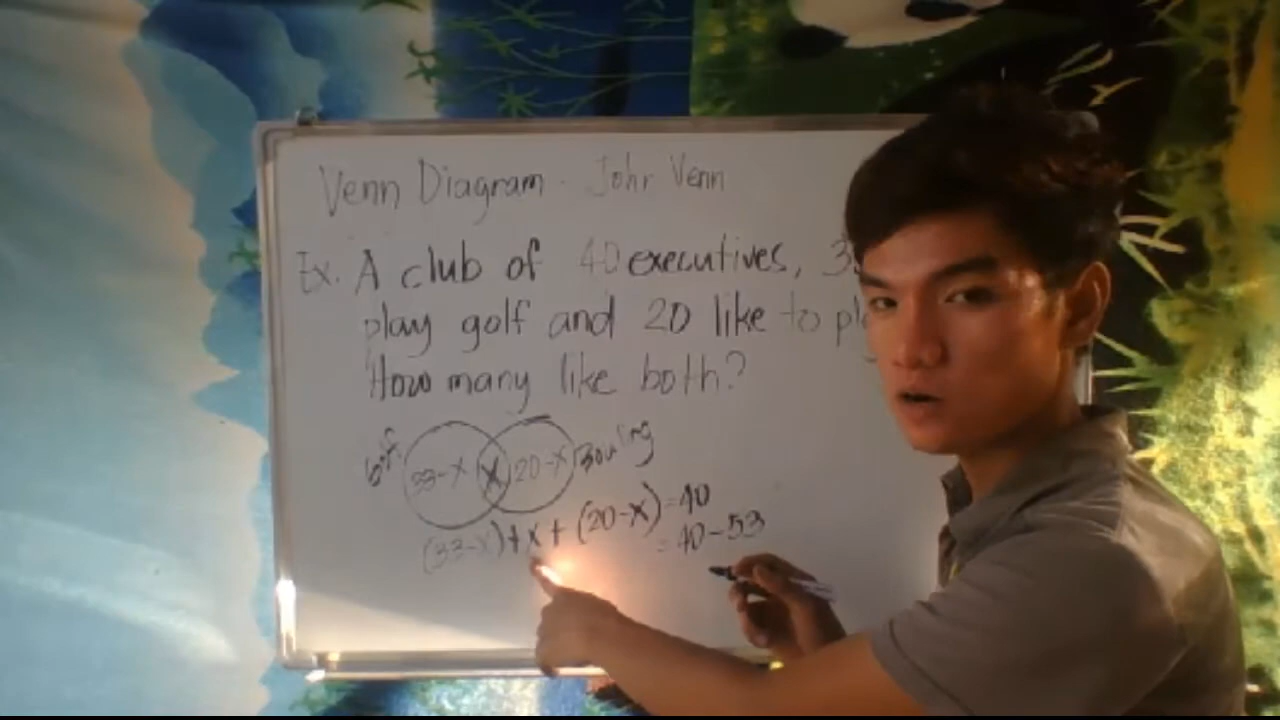 Venn Diagram - John Venn
Ex. A club of 40 executives, 33
play golf and 20 like to
How many like both?
Golf 33-x x 20-x Bowling
(33-x)+x+(20-x)=40
=40-53